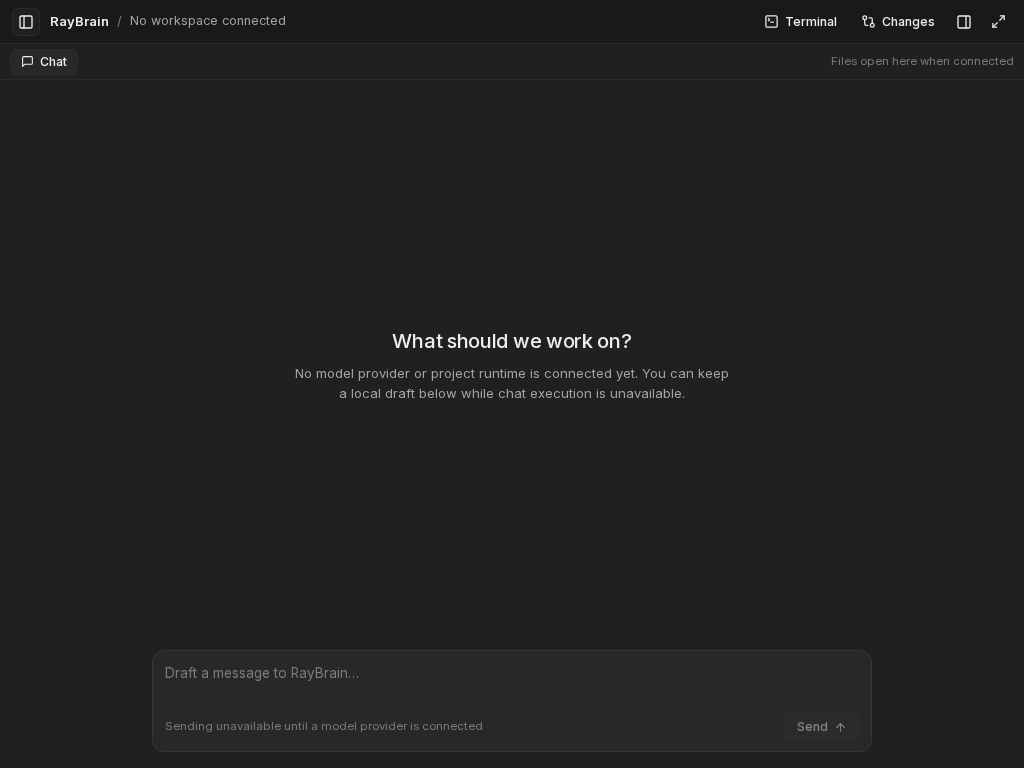 RayBrain / No workspace connected
Terminal
Changes
Chat
Files open here when connected
What should we work on?
No model provider or project runtime is connected yet. You can keep
a local draft below while chat execution is unavailable.
Draft a message to RayBrain…
Sending unavailable until a model provider is connected
Send ↑